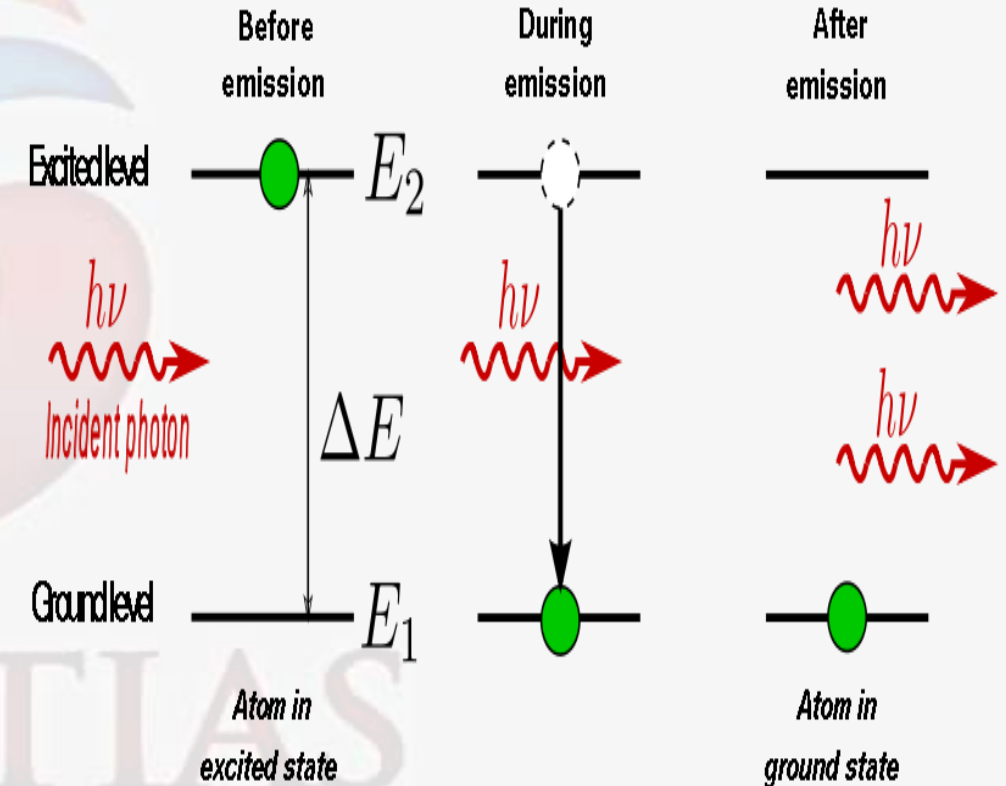 Before
emission
During
emission
After
emission
Excited level
E₂
hν
Incident photon
ΔE
hν
hν
hν
Ground level
E₁
TIAS
Atom in
excited state
Atom in
ground state